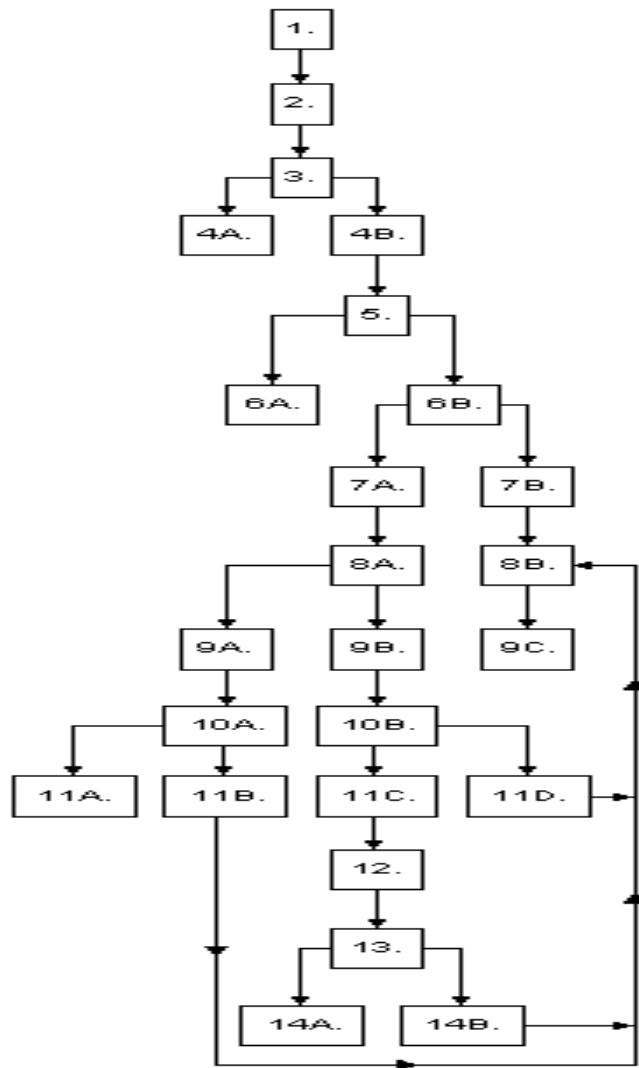 1.
2.
3.
4A. 4B.
5.
6A. 6B.
7A. 7B.
8A. 8B.
9A. 9B. 9C.
10A. 10B.
11A. 11B. 11C. 11D.
12.
13.
14A. 14B.